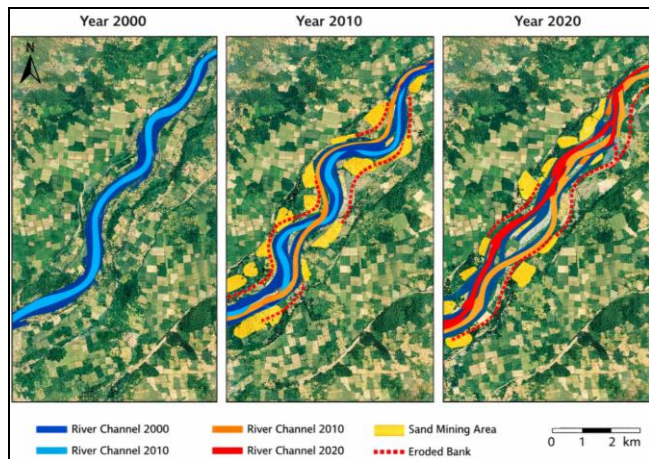 Year 2000 Year 2010 Year 2020
N
River Channel 2000 River Channel 2010 Sand Mining Area
River Channel 2010 River Channel 2020 Eroded Bank
0 1 2 km